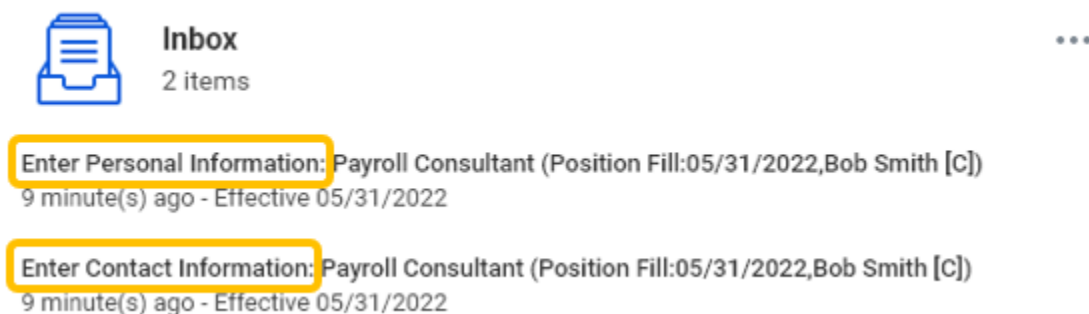 Inbox
2 items
Enter Personal Information: Payroll Consultant (Position Fill:05/31/2022,Bob Smith [C])
9 minute(s) ago - Effective 05/31/2022
Enter Contact Information: Payroll Consultant (Position Fill:05/31/2022,Bob Smith [C])
9 minute(s) ago - Effective 05/31/2022